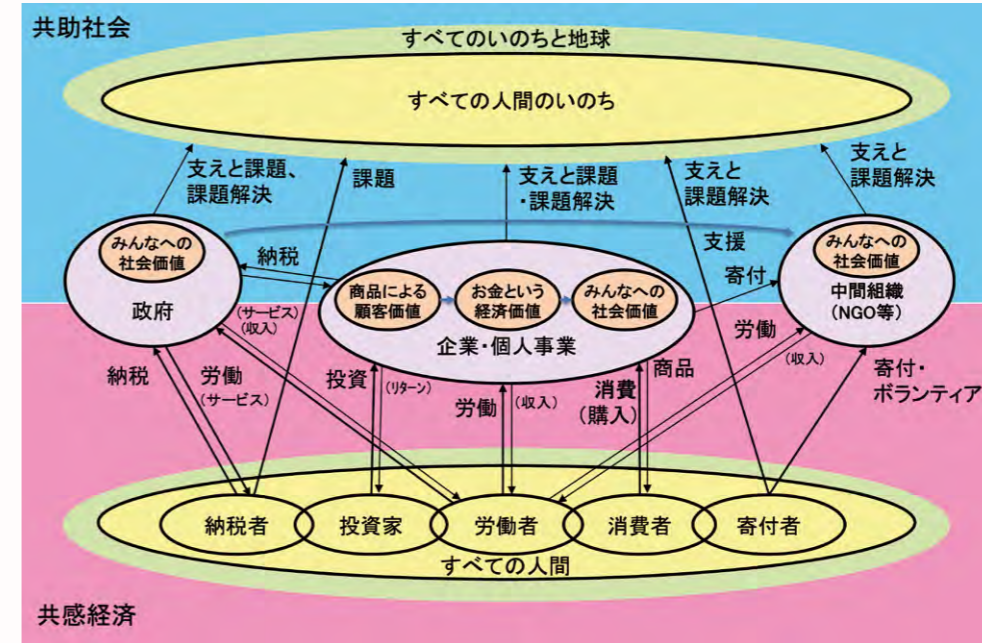 共助社会
すべてのいのちと地球
すべての人間のいのち
支えと課題、
課題解決
課題
支えと課題
・課題解決
支えと
課題解決
支えと
課題解決
みんなへの
社会価値
政府
納税
支援
寄付
みんなへの
社会価値
中間組織
（NGO等）
商品による
顧客価値
お金という
経済価値
みんなへの
社会価値
企業・個人事業
（サービス）
（収入）
納税
労働
（サービス）
投資
（リターン）
労働
（収入）
消費
（購入）
商品
労働
（収入）
寄付・
ボランティア
納税者
投資家
労働者
消費者
寄付者
すべての人間
共感経済